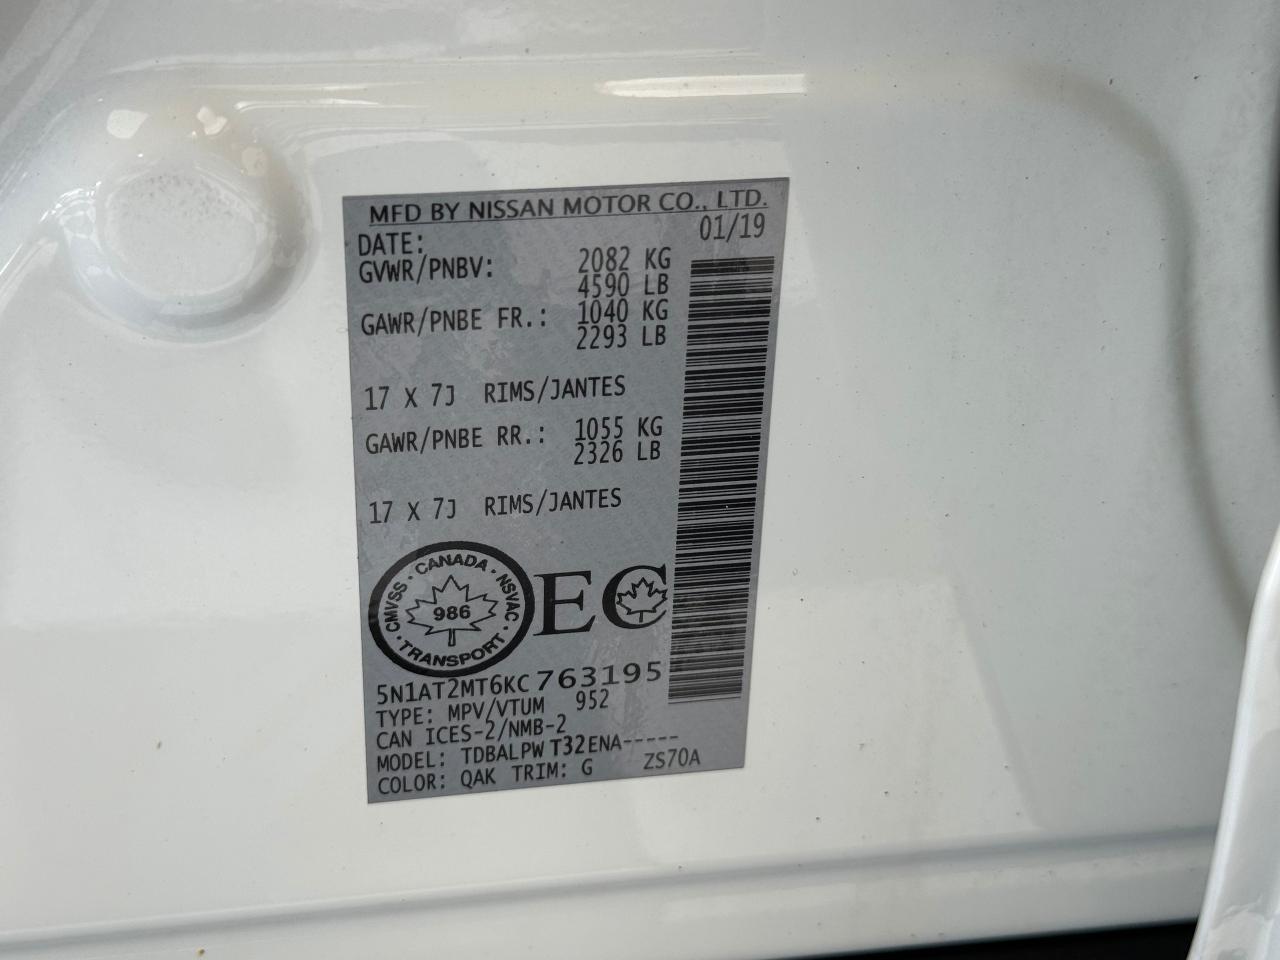 MFD BY NISSAN MOTOR CO., LTD.
DATE: 01/19
GVWR/PNBV: 2082 KG
4590 LB
GAWR/PNBE FR.: 1040 KG
2293 LB
17 X 7J RIMS/JANTES
GAWR/PNBE RR.: 1055 KG
2326 LB
17 X 7J RIMS/JANTES
CMVSS · CANADA · NSVAC · TRANSPORT ·
986
EC
5N1AT2MT6KC763195
TYPE: MPV/VTUM 952
CAN ICES-2/NMB-2
MODEL: TDBALPW T32ENA-----
COLOR: QAK TRIM: G ZS70A